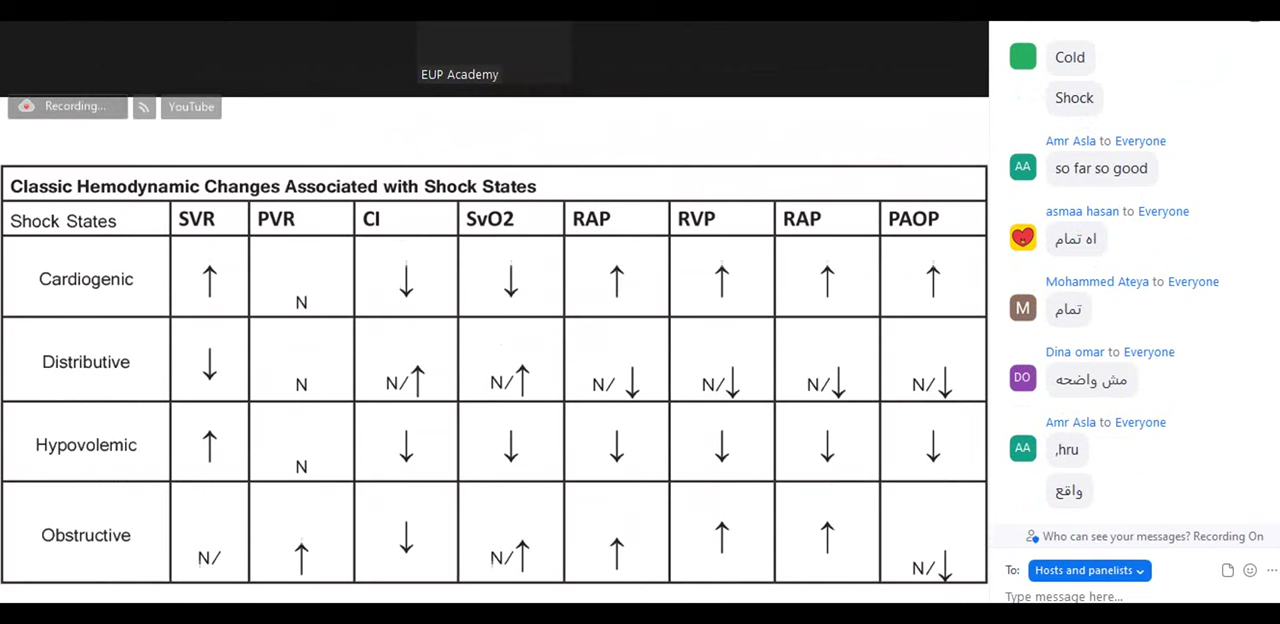 EUP Academy
Recording...
YouTube
Classic Hemodynamic Changes Associated with Shock States
Shock States SVR PVR CI SvO2 RAP RVP RAP PAOP
Cardiogenic ↑ N ↓ ↓ ↑ ↑ ↑ ↑
Distributive ↓ N N/↑ N/↑ N/↓ N/↓ N/↓ N/↓
Hypovolemic ↑ N ↓ ↓ ↓ ↓ ↓ ↓
Obstructive N/ ↑ ↓ N/↑ ↑ ↑ ↑ N/↓
Cold
Shock
Amr Asla to Everyone
AA
so far so good
asmaa hasan to Everyone
اه تمام
Mohammed Ateya to Everyone
M
تمام
Dina omar to Everyone
DO
مش واضحه
Amr Asla to Everyone
AA
,hru
واقع
Who can see your messages? Recording On
To: Hosts and panelists
Type message here...